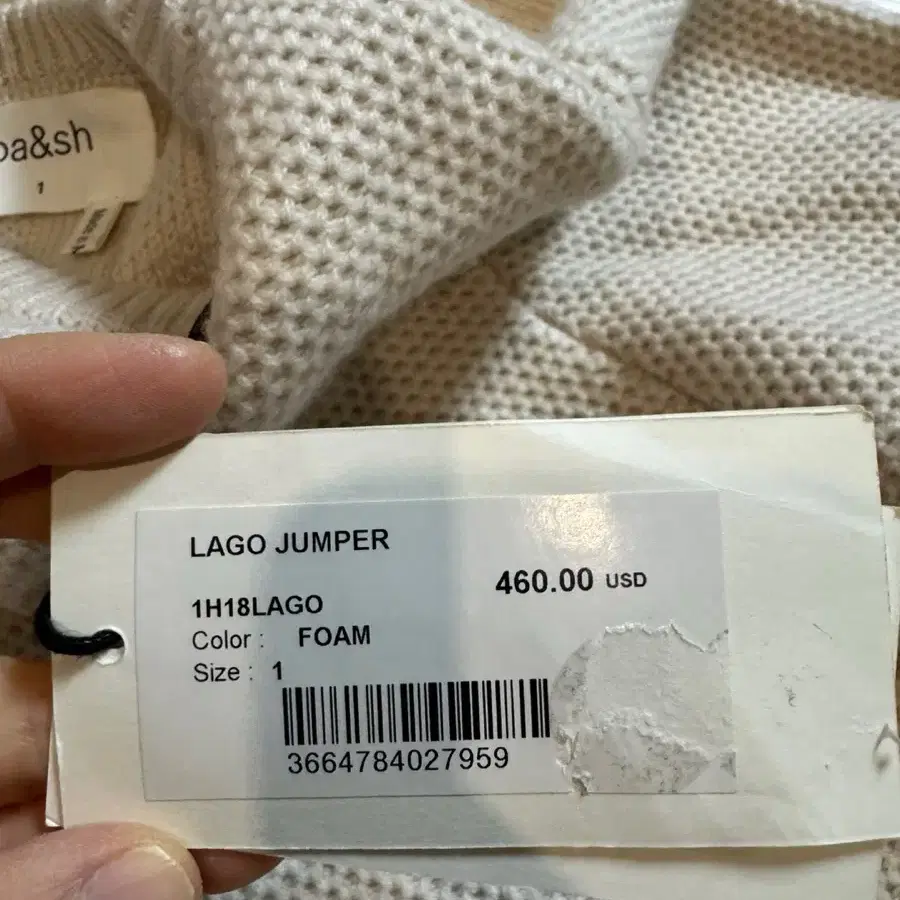 ba&sh
1
LAGO JUMPER
460.00 USD
1H18LAGO
Color : FOAM
Size : 1
3664784027959